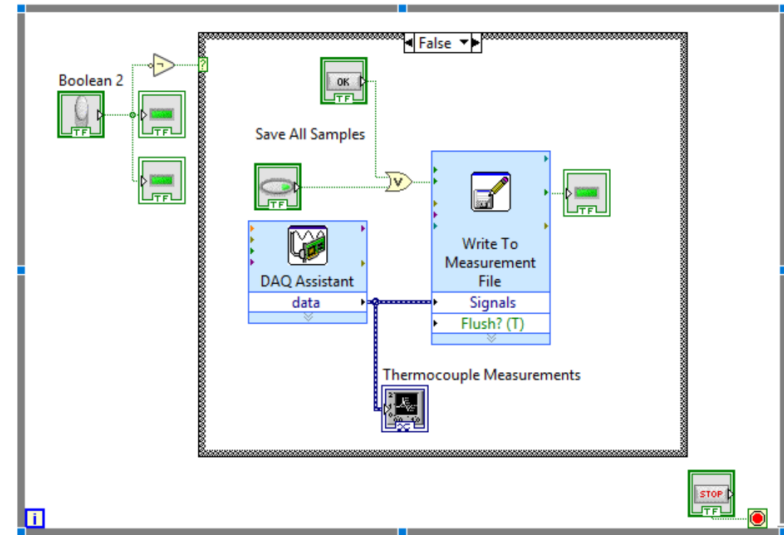 False
Boolean 2
?
OK
TF
TF
TF
Save All Samples
TF
V
TF
TF
Write To
Measurement
File
DAQ Assistant
data
Signals
Flush? (T)
Thermocouple Measurements
STOP
TF
i